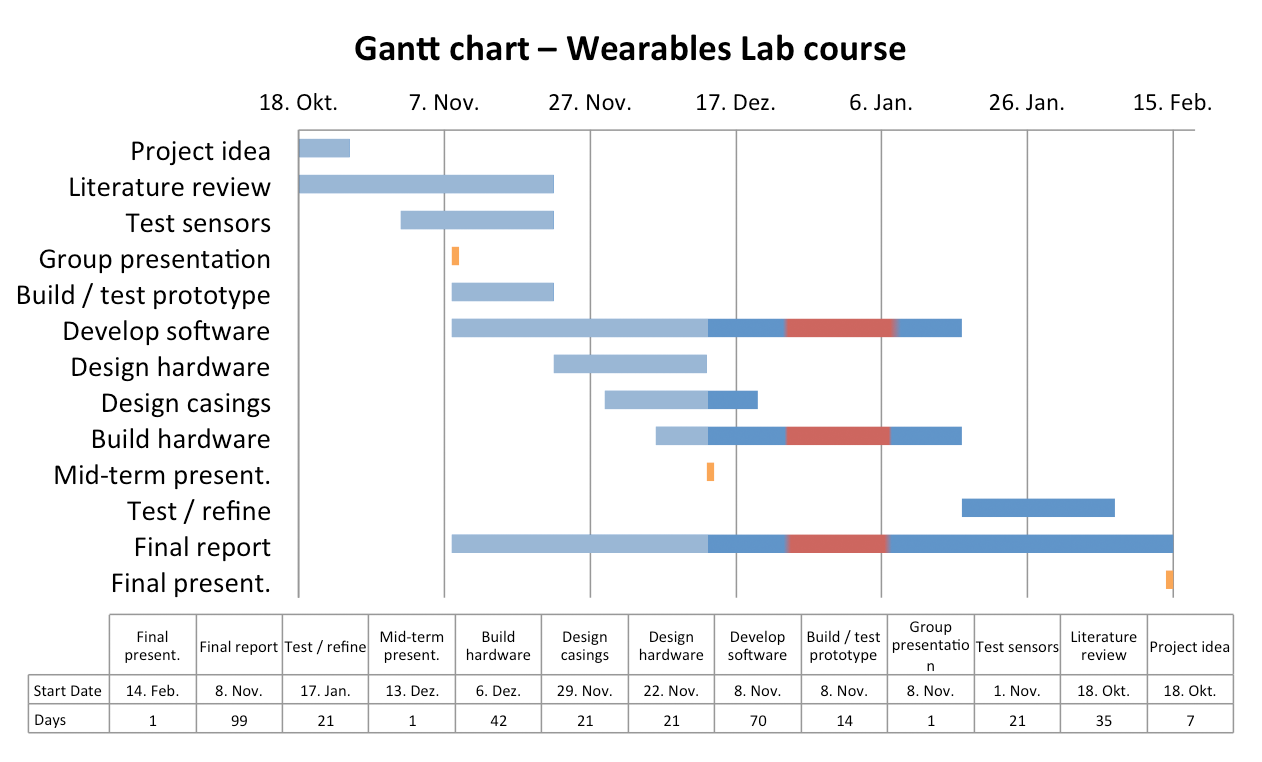 Gantt chart – Wearables Lab course
18. Okt. 7. Nov. 27. Nov. 17. Dez. 6. Jan. 26. Jan. 15. Feb.
Project idea
Literature review
Test sensors
Group presentation
Build / test prototype
Develop software
Design hardware
Design casings
Build hardware
Mid-term present.
Test / refine
Final report
Final present.
Final present. Final report Test / refine Mid-term present. Build hardware Design casings Design hardware Develop software Build / test prototype Group presentatio n Test sensors Literature review Project idea
Start Date 14. Feb. 8. Nov. 17. Jan. 13. Dez. 6. Dez. 29. Nov. 22. Nov. 8. Nov. 8. Nov. 8. Nov. 1. Nov. 18. Okt. 18. Okt.
Days 1 99 21 1 42 21 21 70 14 1 21 35 7